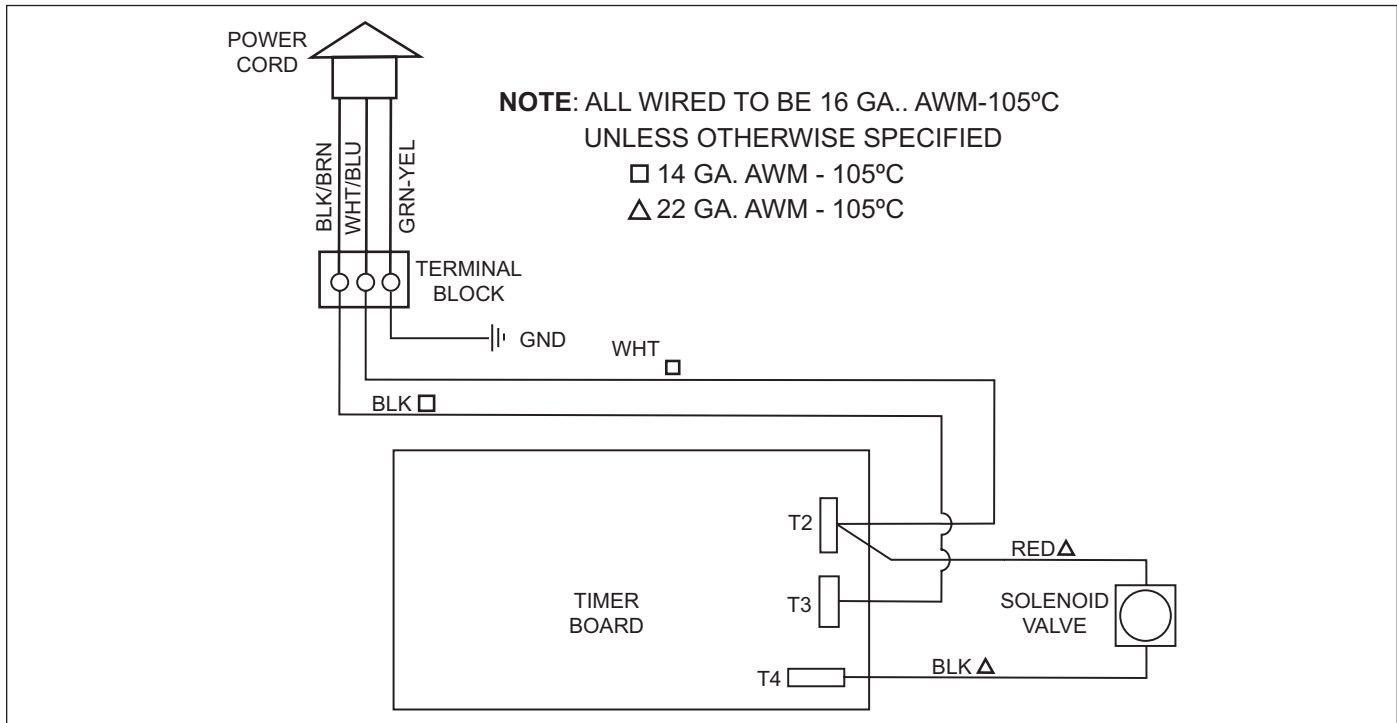 POWER
CORD
NOTE: ALL WIRED TO BE 16 GA.. AWM-105ºC
UNLESS OTHERWISE SPECIFIED
14 GA. AWM - 105ºC
22 GA. AWM - 105ºC
BLK/BRN
WHT/BLU
GRN-YEL
TERMINAL
BLOCK
GND
WHT
BLK
T2
RED
T3
TIMER
BOARD
SOLENOID
VALVE
BLK
T4